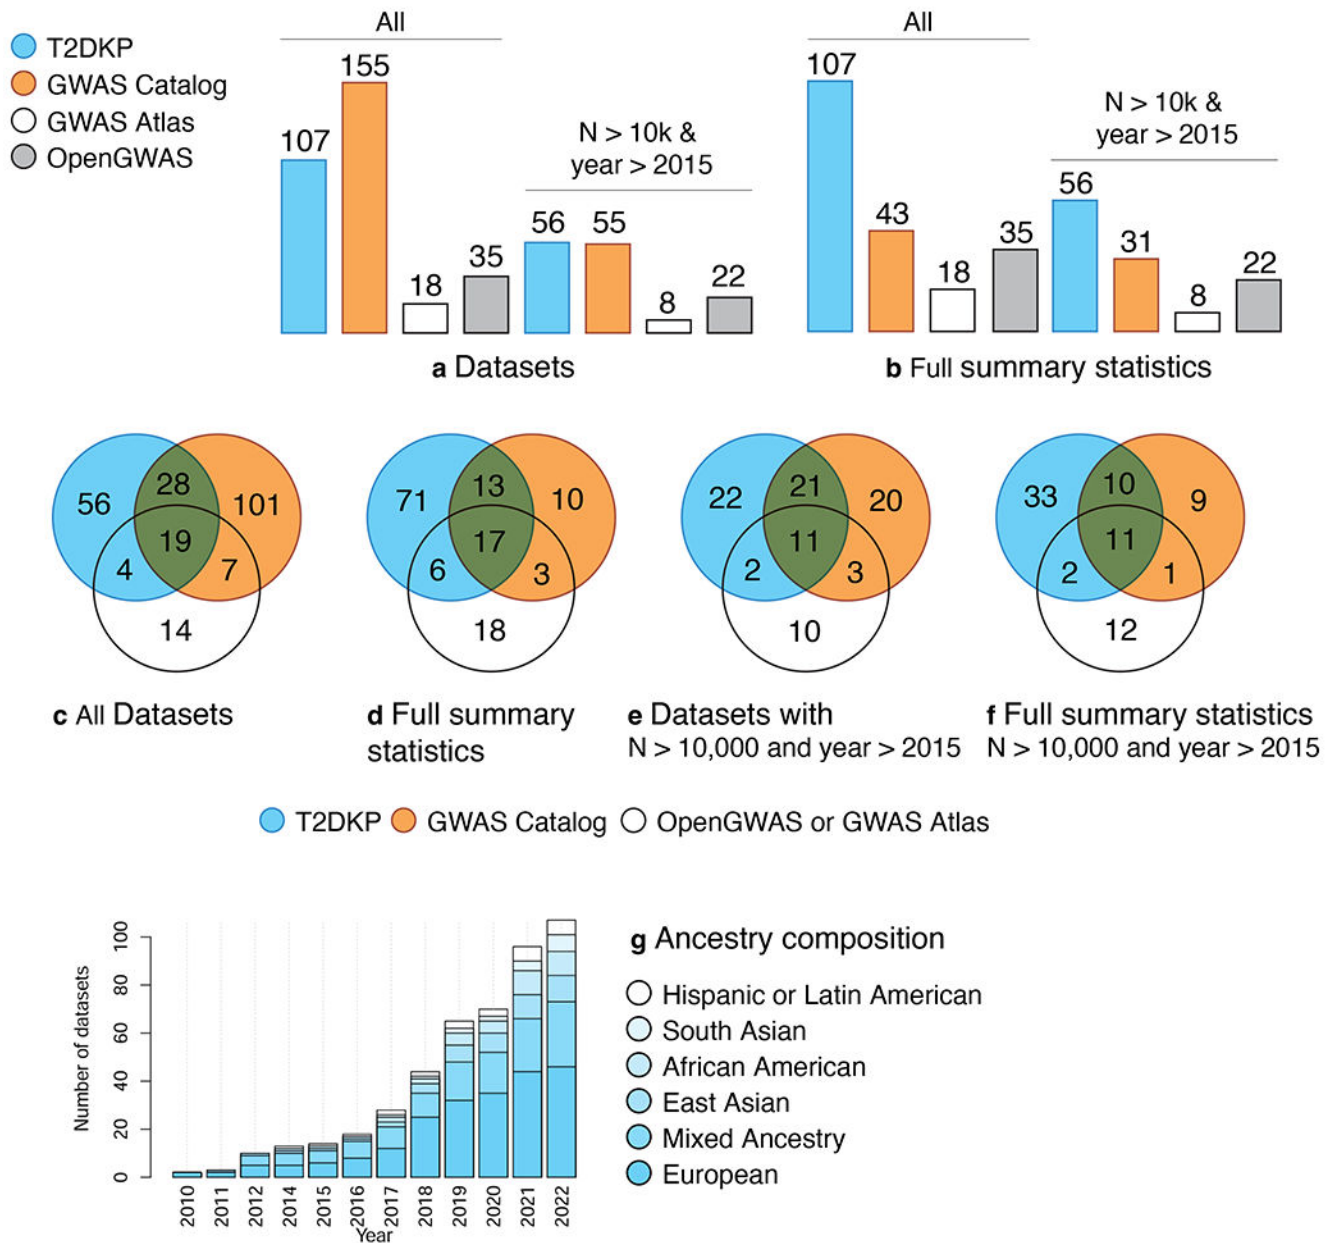 T2DKP
GWAS Catalog
GWAS Atlas
OpenGWAS
All
107
155
18
35
N > 10k &
year > 2015
56
55
8
22
a Datasets
All
107
43
18
35
N > 10k &
year > 2015
56
31
8
22
b Full summary statistics
56
28
101
19
4
7
14
c All Datasets
71
13
10
17
6
3
18
d Full summary
statistics
22
21
20
11
2
3
10
e Datasets with
N > 10,000 and year > 2015
33
10
9
11
2
1
12
f Full summary statistics
N > 10,000 and year > 2015
T2DKP
GWAS Catalog
OpenGWAS or GWAS Atlas
Number of datasets
100
80
60
40
20
0
2010
2011
2012
2014
2015
2016
2017
2018
2019
2020
2021
2022
Year
g Ancestry composition
Hispanic or Latin American
South Asian
African American
East Asian
Mixed Ancestry
European